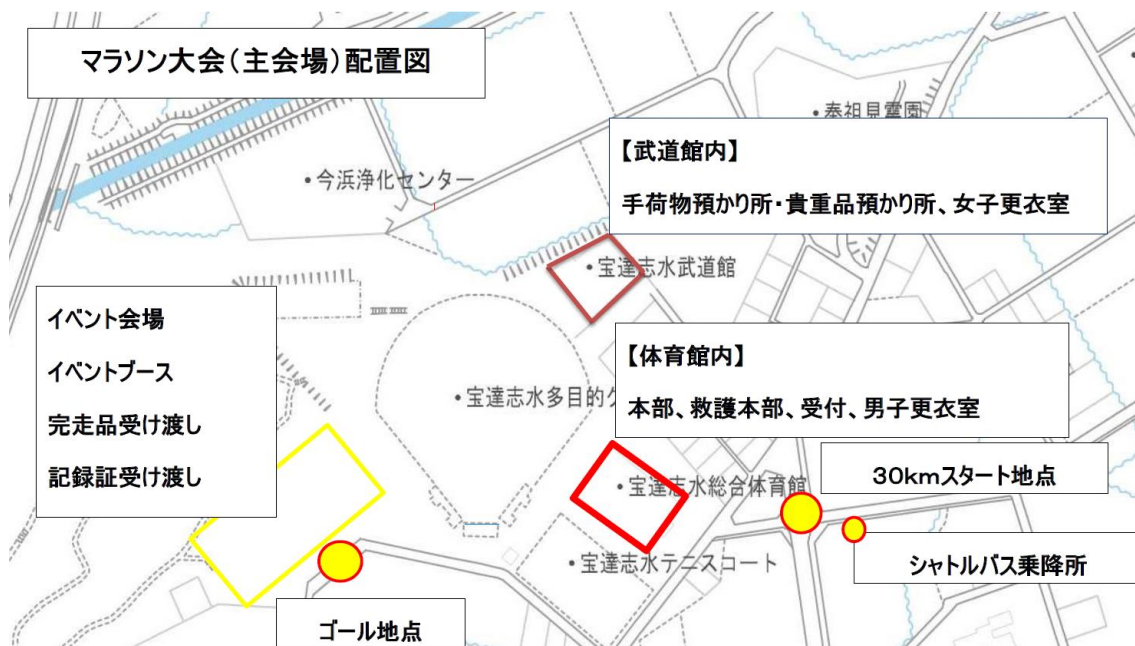 マラソン大会(主会場)配置図
・奉祖見霊園
・今浜浄化センター
【武道館内】
手荷物預かり所・貴重品預かり所、女子更衣室
・宝達志水武道館
イベント会場
イベントブース
完走品受け渡し
記録証受け渡し
【体育館内】
本部、救護本部、受付、男子更衣室
・宝達志水多目的グ
・宝達志水総合体育館
30kmスタート地点
・宝達志水テニスコート
シャトルバス乗降所
ゴール地点